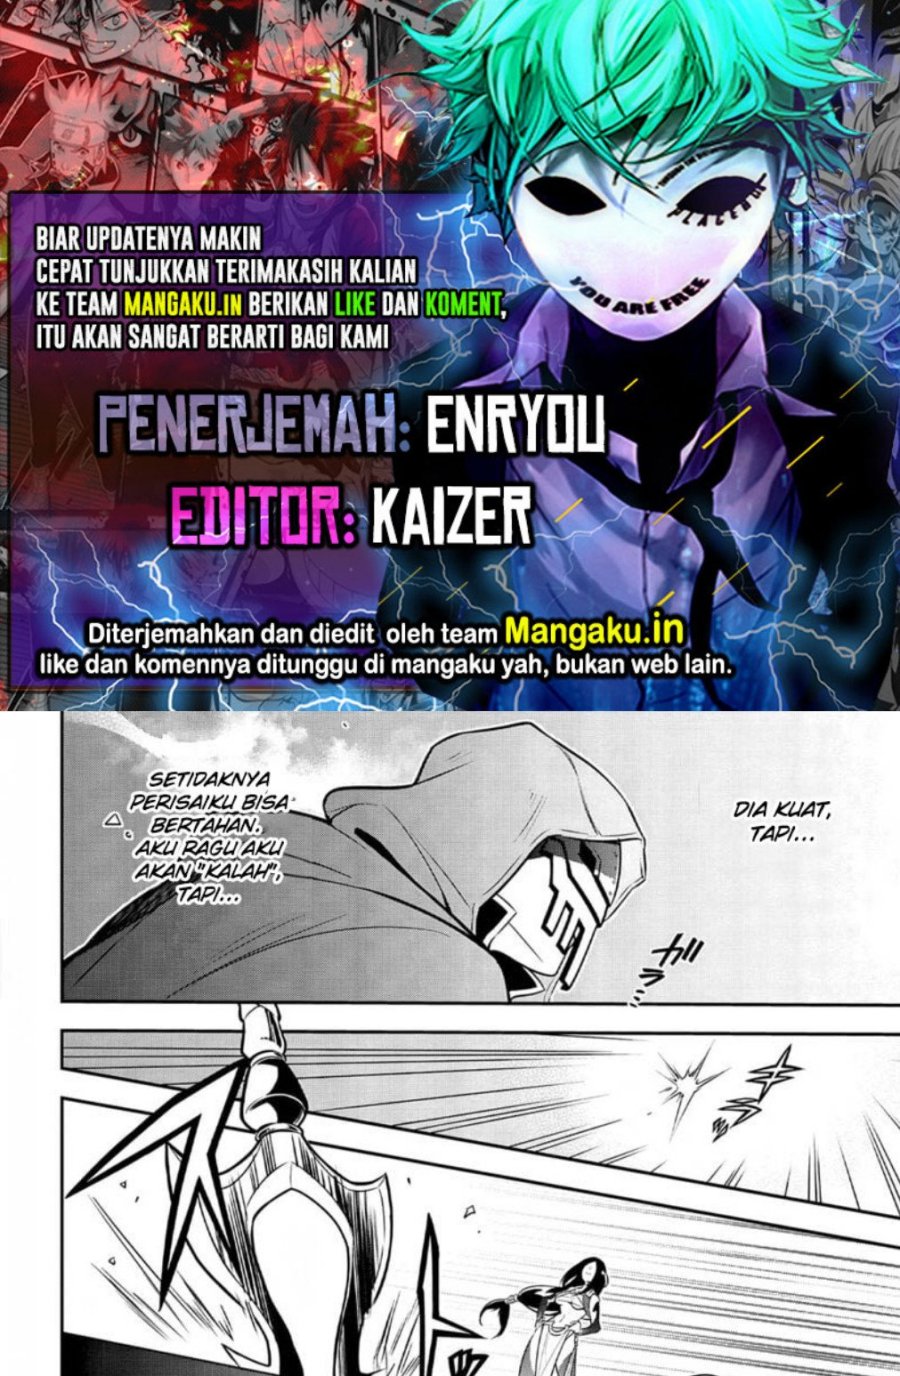 BIAR UPDATENYA MAKIN
CEPAT TUNJUKKAN TERIMAKASIH KALIAN
KE TEAM MANGAKU.IN BERIKAN LIKE DAN KOMENT,
ITU AKAN SANGAT BERARTI BAGI KAMI
PLACEBO
YOU ARE FREE
PENERJEMAH: ENRYOU
EDITOR: KAIZER
Diterjemahkan dan diedit oleh team Mangaku.in
like dan komennya ditunggu di mangaku yah, bukan web lain.
DIA KUAT,
TAPI...
SETIDAKNYA
PERISAIKU BISA
BERTAHAN.
AKU RAGU AKU
AKAN "KALAH",
TAPI...